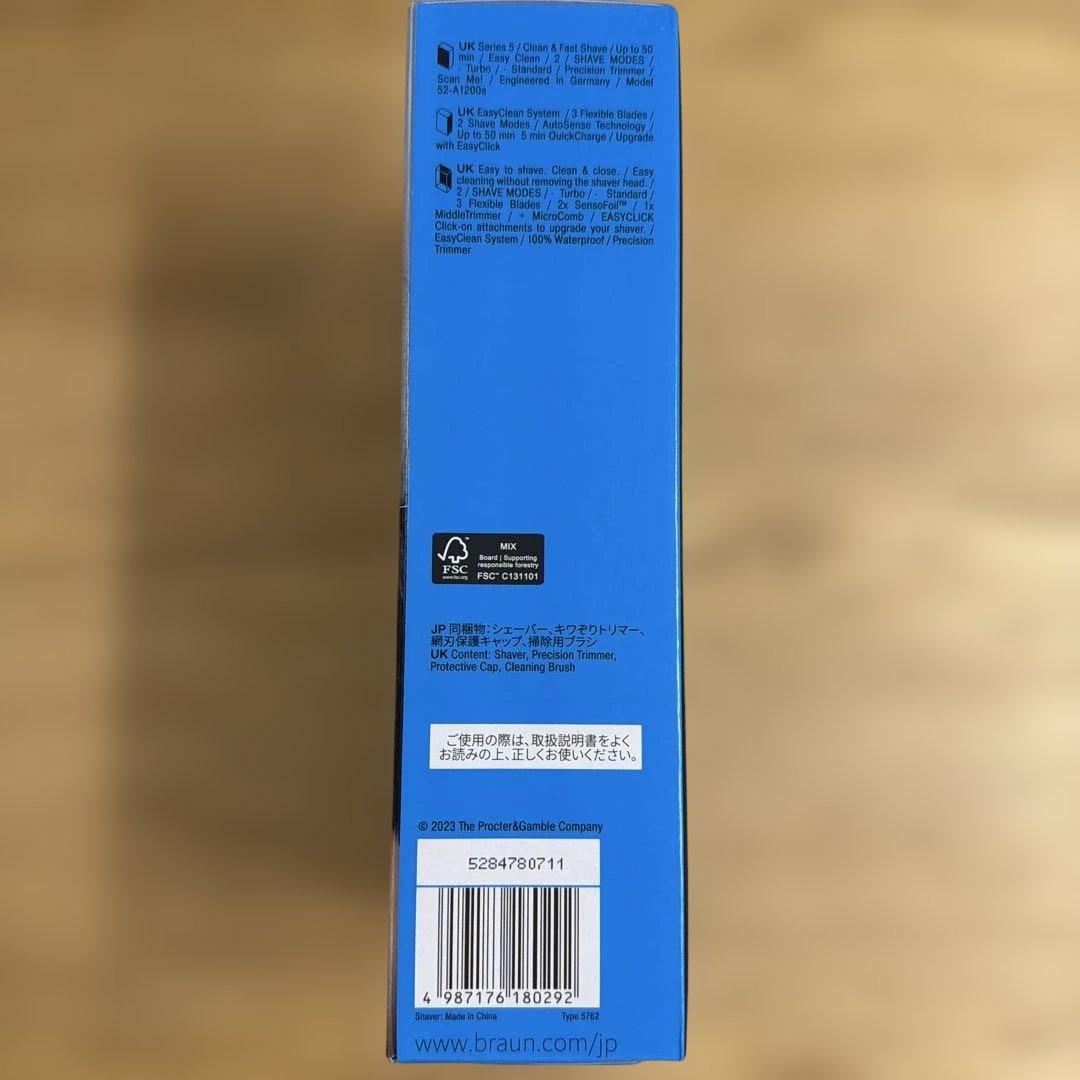 UK Series 5 / Clean & Fast Shave / Up to 50
min / Easy Clean / 2 / SHAVE MODES /
· Turbo / · Standard / Precision Trimmer /
Scan Me! / Engineered in Germany / Model
52-A1200s
UK EasyClean System / 3 Flexible Blades /
2 Shave Modes / AutoSense Technology /
Up to 50 min 5 min QuickCharge / Upgrade
with EasyClick
UK Easy to shave. Clean & close. / Easy
cleaning without removing the shaver head. /
2 / SHAVE MODES / · Turbo / · Standard /
3 Flexible Blades / 2x SensoFoil™ / 1x
MiddleTrimmer / + MicroComb / EASYCLICK
Click-on attachments to upgrade your shaver. /
EasyClean System / 100% Waterproof / Precision
Trimmer
FSC
www.fsc.org
MIX
Board | Supporting
responsible forestry
FSC™ C131101
JP 同梱物：シェーバー、キワぞりトリマー、
網刃保護キャップ、掃除用ブラシ
UK Content: Shaver, Precision Trimmer,
Protective Cap, Cleaning Brush
ご使用の際は、取扱説明書をよく
お読みの上、正しくお使いください。
© 2023 The Procter&Gamble Company
5284780711
4 987176 180292
Shaver: Made in China Type 5762
www.braun.com/jp